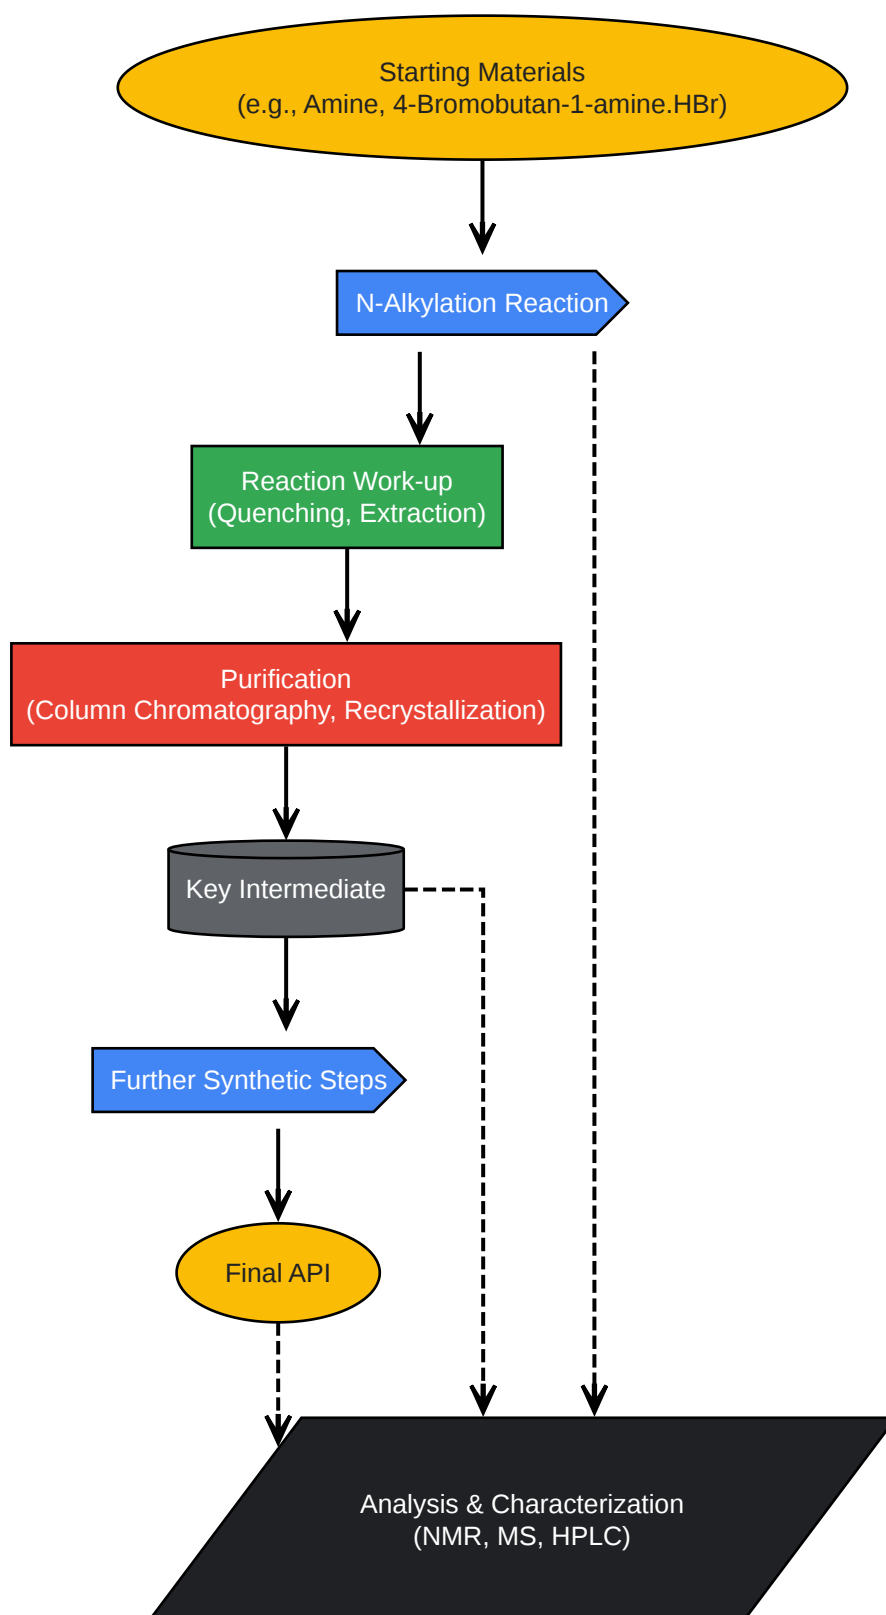 Starting Materials
(e.g., Amine, 4-Bromobutan-1-amine.HBr)
N-Alkylation Reaction
Reaction Work-up
(Quenching, Extraction)
Purification
(Column Chromatography, Recrystallization)
Key Intermediate
Further Synthetic Steps
Final API
Analysis & Characterization
(NMR, MS, HPLC)